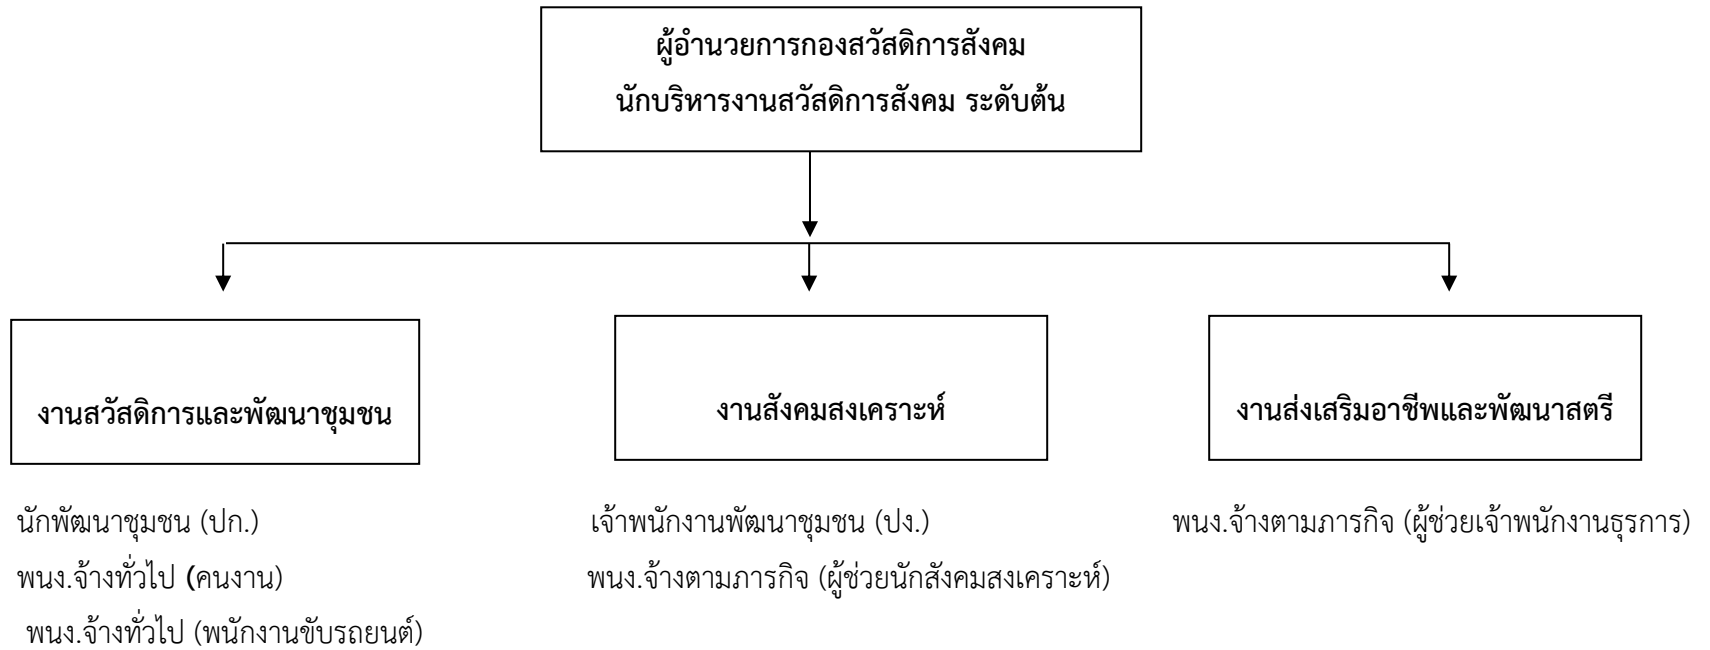 ผู้อำนวยการกองสวัสดิการสังคม
นักบริหารงานสวัสดิการสังคม ระดับต้น
งานสวัสดิการและพัฒนาชุมชน
งานสังคมสงเคราะห์
งานส่งเสริมอาชีพและพัฒนาสตรี
นักพัฒนาชุมชน (ปก.)
พนง.จ้างทั่วไป (คนงาน)
พนง.จ้างทั่วไป (พนักงานขับรถยนต์)
เจ้าพนักงานพัฒนาชุมชน (ปง.)
พนง.จ้างตามภารกิจ (ผู้ช่วยนักสังคมสงเคราะห์)
พนง.จ้างตามภารกิจ (ผู้ช่วยเจ้าพนักงานธุรการ)